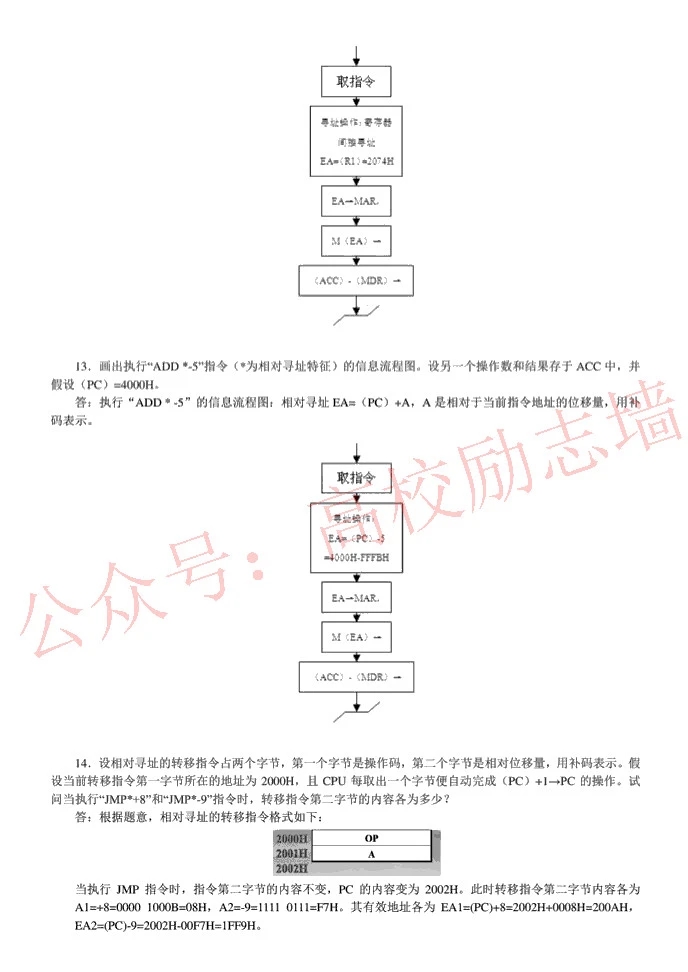 取指令
寻址操作：寄存器
间接寻址
EA=（R1）=2074H
EA→MAR,
M（EA）→
（ACC）-（MDR）→
13．画出执行“ADD *-5”指令（*为相对寻址特征）的信息流程图。设另一个操作数和结果存于 ACC 中，并
假设（PC）=4000H。
答：执行“ADD * -5”的信息流程图：相对寻址 EA=（PC）+A，A 是相对于当前指令地址的位移量，用补
码表示。
取指令
寻址操作：
EA=（PC）-5
=4000H-FFFBH
EA→MAR,
M（EA）→
（ACC）-（MDR）→
公众号：高校励志墙
14．设相对寻址的转移指令占两个字节，第一个字节是操作码，第二个字节是相对位移量，用补码表示。假
设当前转移指令第一字节所在的地址为 2000H，且 CPU 每取出一个字节便自动完成（PC）+1→PC 的操作。试
问当执行“JMP*+8”和“JMP*-9”指令时，转移指令第二字节的内容各为多少？
答：根据题意，相对寻址的转移指令格式如下：
2000H OP
2001H A
2002H
当执行 JMP 指令时，指令第二字节的内容不变，PC 的内容变为 2002H。此时转移指令第二字节内容各为
A1=+8=0000 1000B=08H，A2=-9=1111 0111=F7H。其有效地址各为 EA1=(PC)+8=2002H+0008H=200AH，
EA2=(PC)-9=2002H-00F7H=1FF9H。